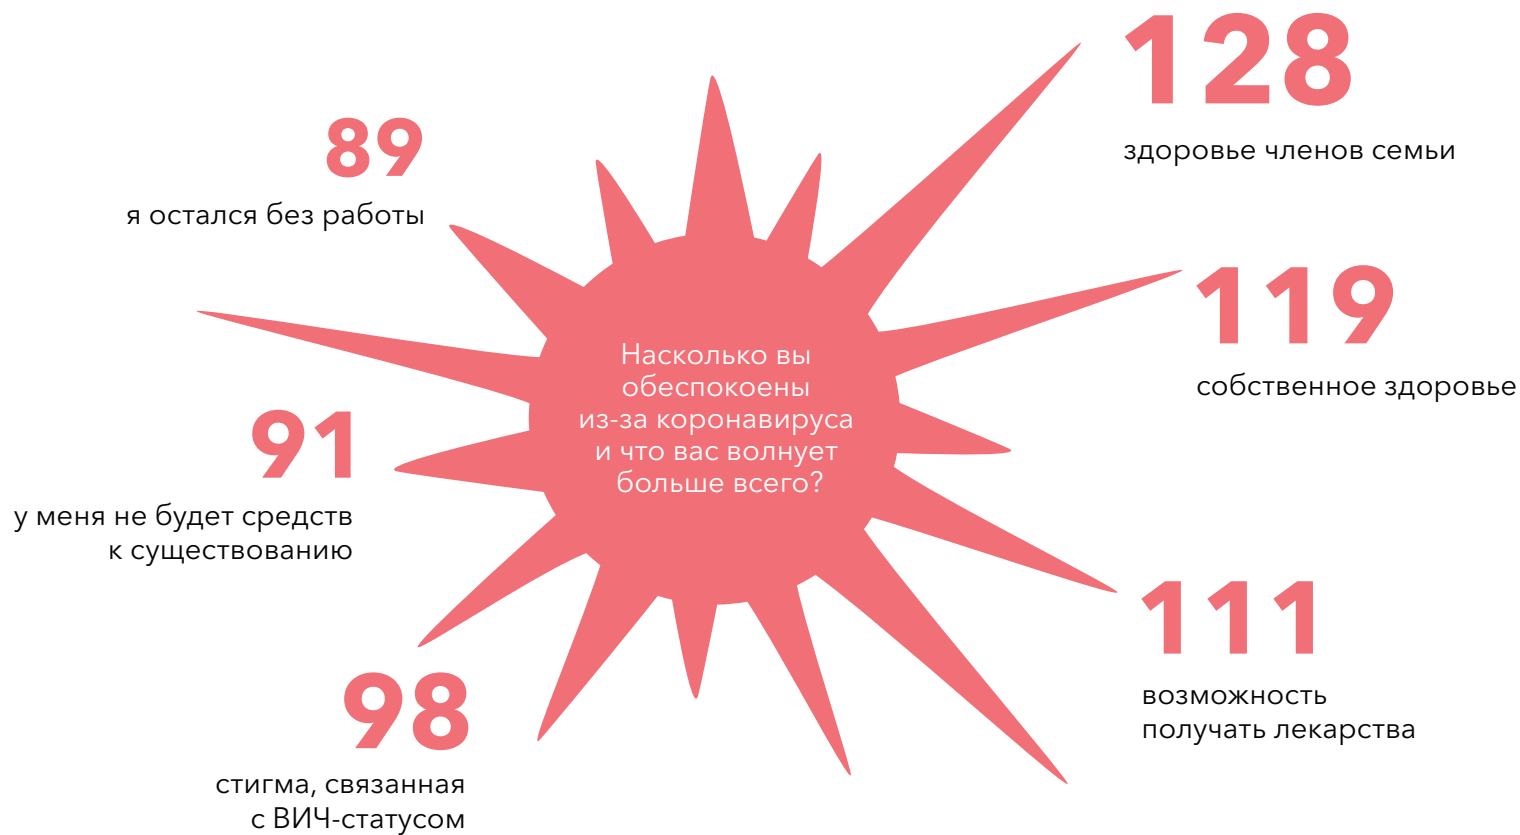 Насколько вы
обеспокоены
из-за коронавируса
и что вас волнует
больше всего?
128
здоровье членов семьи
119
собственное здоровье
111
возможность
получать лекарства
98
стигма, связанная
с ВИЧ-статусом
91
у меня не будет средств
к существованию
89
я остался без работы